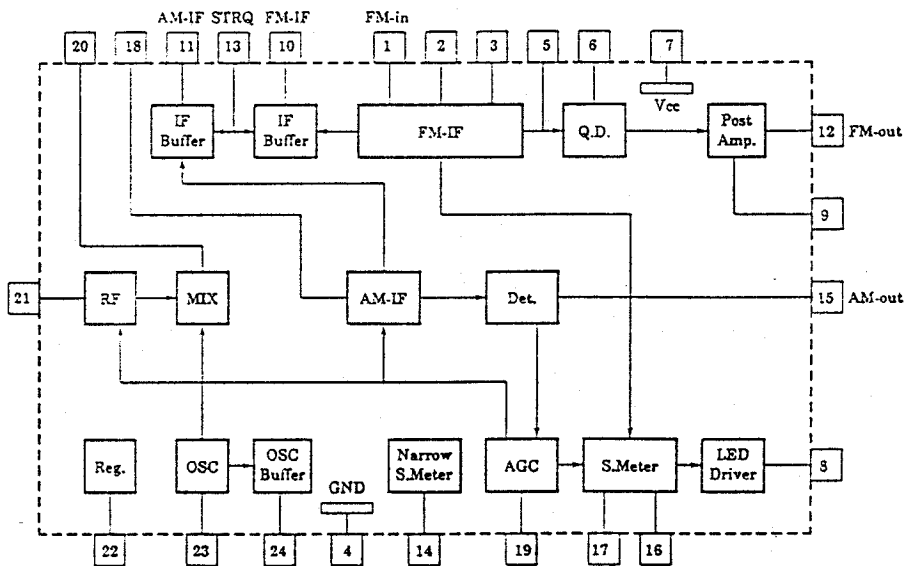 AM-IF STRQ FM-IF FM-in
20 18 11 13 10 1 2 3 5 6 7
Vcc
IF Buffer
IF Buffer
FM-IF
Q.D.
Post Amp.
12 FM-out
9
21
RF
MIX
AM-IF
Det.
15 AM-out
Reg.
OSC
OSC Buffer
GND
Narrow S.Meter
AGC
S.Meter
LED Driver
8
22 23 24 4 14 19 17 16